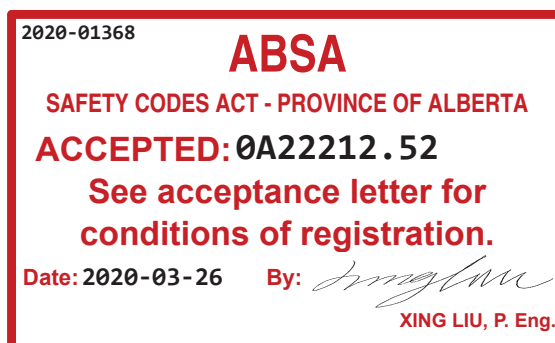 2020-01368
ABSA
SAFETY CODES ACT - PROVINCE OF ALBERTA
ACCEPTED: 0A22212.52
See acceptance letter for
conditions of registration.
Date: 2020-03-26 By:
XING LIU, P. Eng.